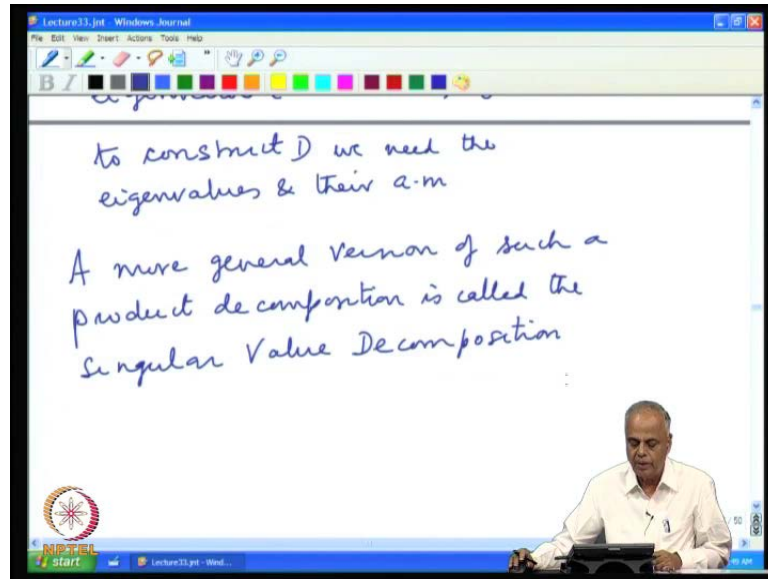 Lecture33.jnt - Windows Journal
File Edit View Insert Actions Tools Help
B I
to construct D we need the
eigenvalues & their a.m
A more general version of such a
product decomposition is called the
Singular Value Decomposition
NPTEL
start Lecture33.jnt - Wind...